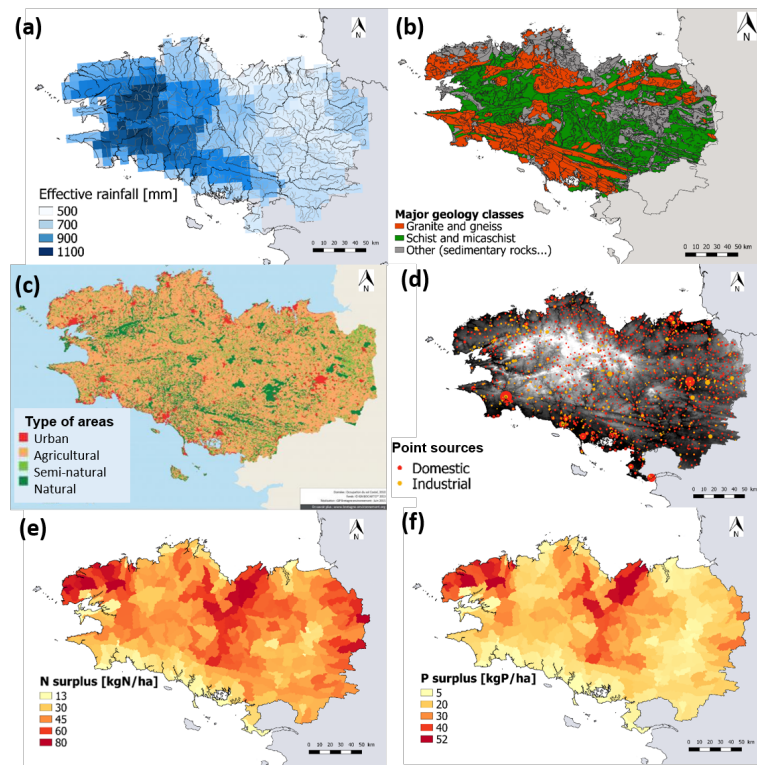 (a)
N
Effective rainfall [mm]
500
700
900
1100
0 10 20 30 40 50 km
(b)
N
Major geology classes
Granite and gneiss
Schist and micaschist
Other (sedimentary rocks...)
0 10 20 30 40 50 km
(c)
N
Type of areas
Urban
Agricultural
Semi-natural
Natural
(d)
N
Point sources
Domestic
Industrial
0 10 20 30 40 50 km
(e)
N
N surplus [kgN/ha]
13
30
45
60
80
0 10 20 30 40 50 km
(f)
N
P surplus [kgP/ha]
5
20
30
40
52
0 10 20 30 40 50 km